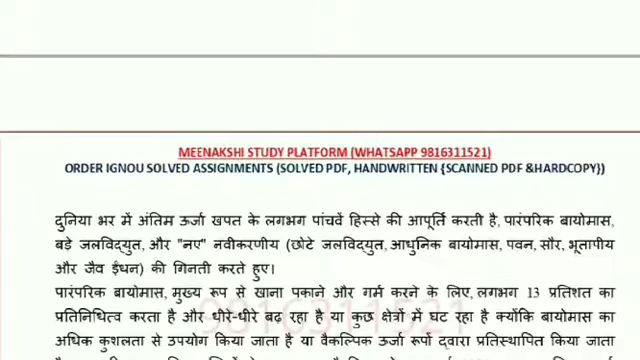 MEENAKSHI STUDY PLATFORM (WHATSAPP 9816311521)
ORDER IGNOU SOLVED ASSIGNMENTS (SOLVED PDF, HANDWRITTEN {SCANNED PDF &HARDCOPY})
दुनिया भर में अंतिम ऊर्जा खपत के लगभग पांचवें हिस्से की आपूर्ति करती है, पारंपरिक बायोमास,
बड़े जलविद्युत, और "नए" नवीकरणीय (छोटे जलविद्युत, आधुनिक बायोमास, पवन, सौर, भूतापीय
और जैव ईंधन) की गिनती करते हुए।
पारंपरिक बायोमास, मुख्य रूप से खाना पकाने और गर्म करने के लिए, लगभग 13 प्रतिशत का
प्रतिनिधित्व करता है और धीरे-धीरे बढ़ रहा है या कुछ क्षेत्रों में घट रहा है क्योंकि बायोमास का
अधिक कुशलता से उपयोग किया जाता है या वैकल्पिक ऊर्जा रूपों द्वारा प्रतिस्थापित किया जाता
9816311521